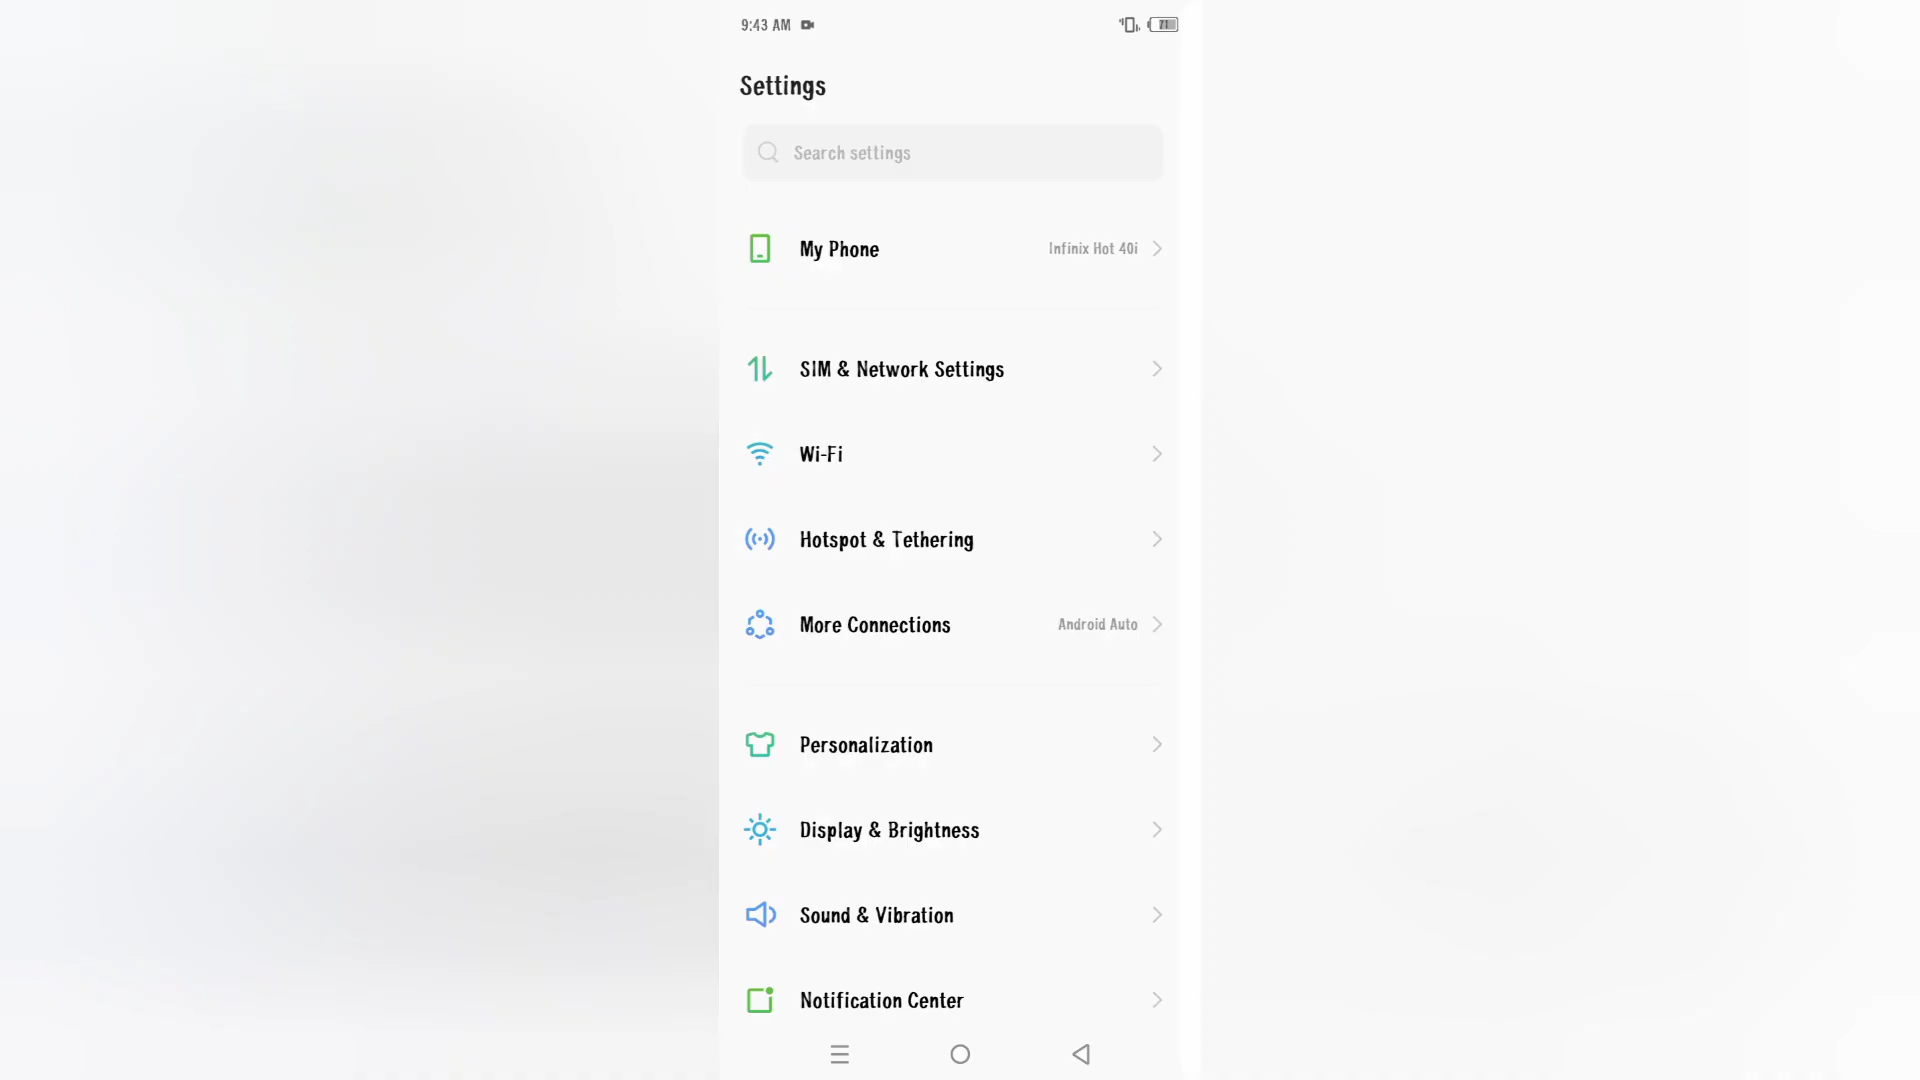 9:43 AM
71
Settings
Search settings
My Phone
Infinix Hot 40i
SIM & Network Settings
Wi-Fi
Hotspot & Tethering
More Connections
Android Auto
Personalization
Display & Brightness
Sound & Vibration
Notification Center